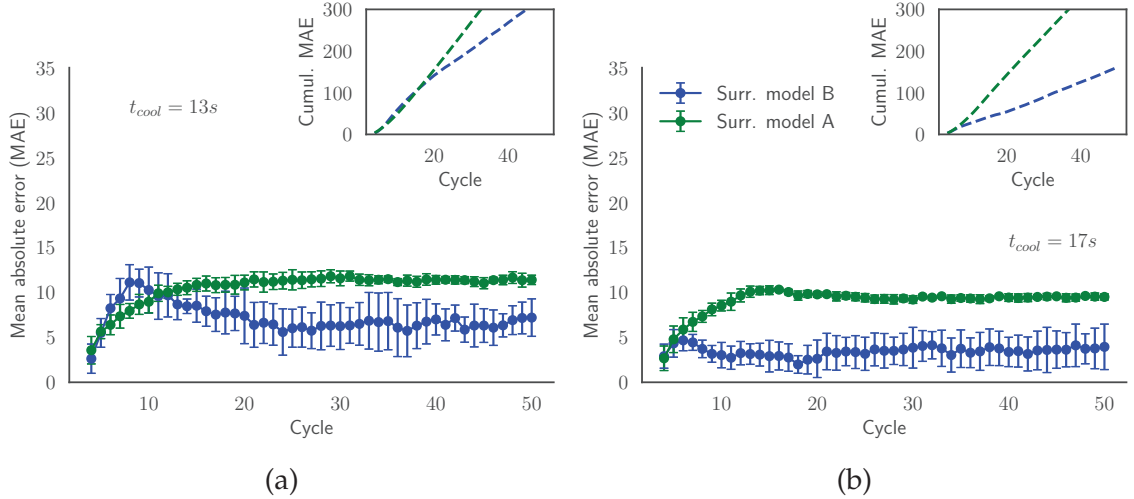 300
200
100
0
Cumul. MAE
20
40
Cycle
35
30
25
20
15
10
5
0
Mean absolute error (MAE)
t_cool = 13s
10
20
30
40
50
Cycle
(a)
300
200
100
0
Cumul. MAE
20
40
Cycle
Surr. model B
Surr. model A
35
30
25
20
15
10
5
0
Mean absolute error (MAE)
t_cool = 17s
10
20
30
40
50
Cycle
(b)